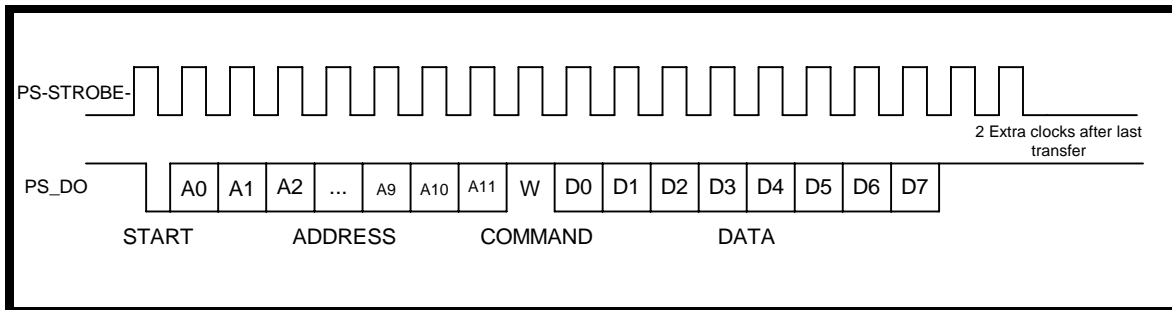 PS-STROBE-
2 Extra clocks after last
transfer
PS_DO
A0 A1 A2 ... A9 A10 A11 W D0 D1 D2 D3 D4 D5 D6 D7
START ADDRESS COMMAND DATA